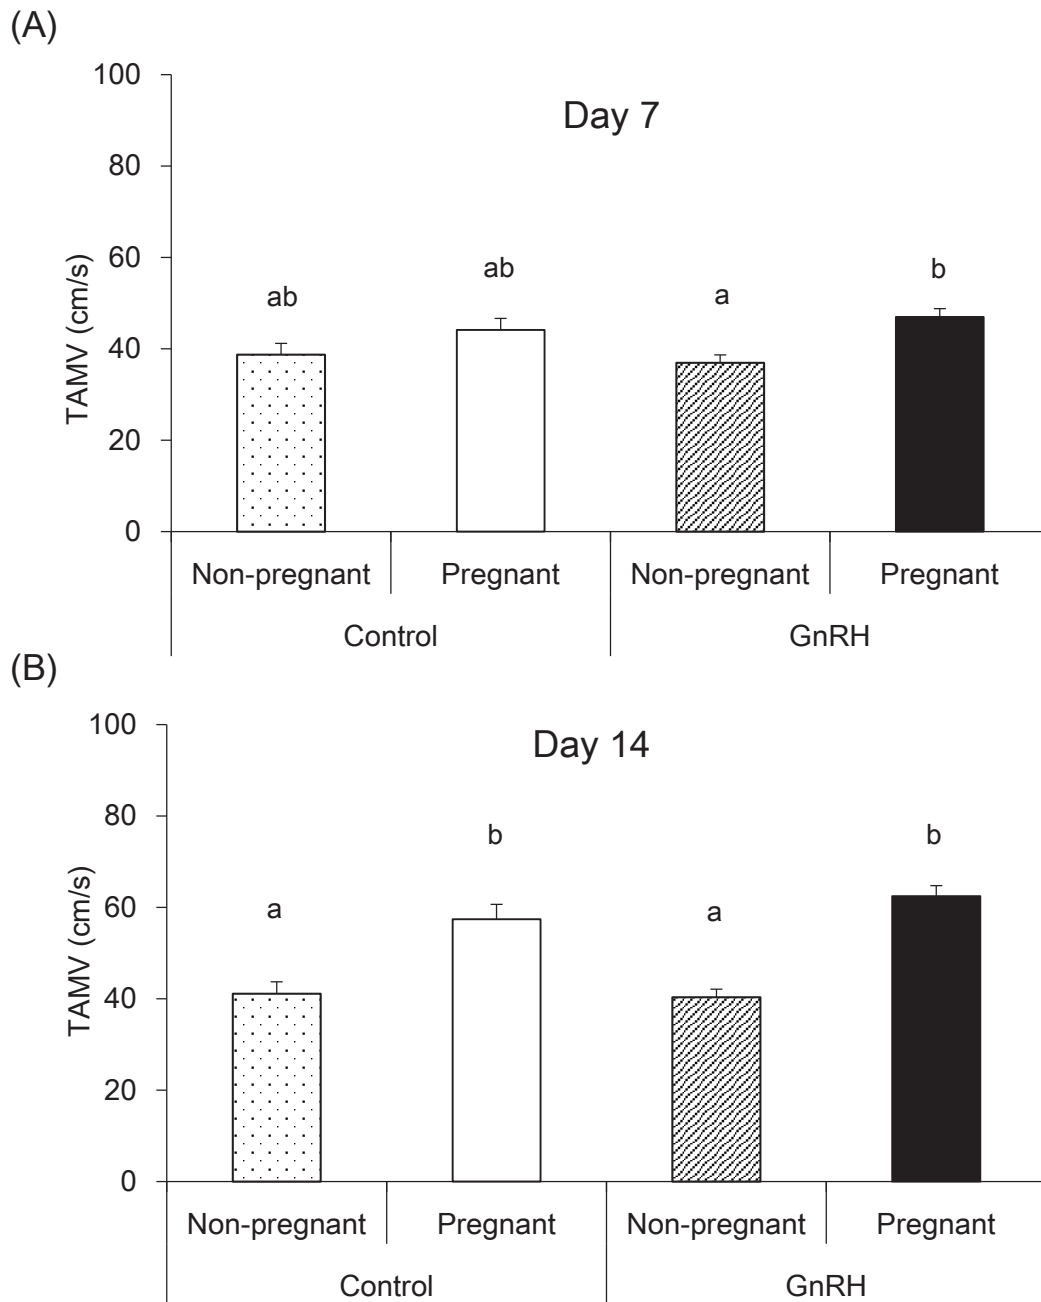 (A)
100
80
60
40
20
0
TAMV (cm/s)
Day 7
ab
ab
a
b
Non-pregnant
Pregnant
Non-pregnant
Pregnant
Control
GnRH
(B)
100
80
60
40
20
0
TAMV (cm/s)
Day 14
a
b
a
b
Non-pregnant
Pregnant
Non-pregnant
Pregnant
Control
GnRH